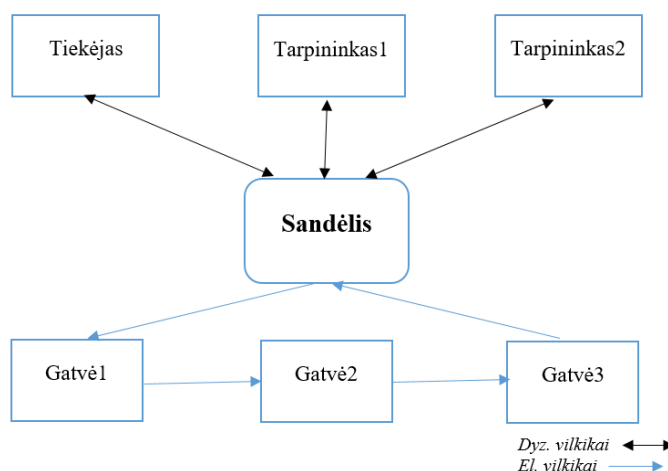 Tiekėjas
Tarpininkas1
Tarpininkas2
Sandėlis
Gatvė1
Gatvė2
Gatvė3
Dyz. vilkikai
El. vilkikai